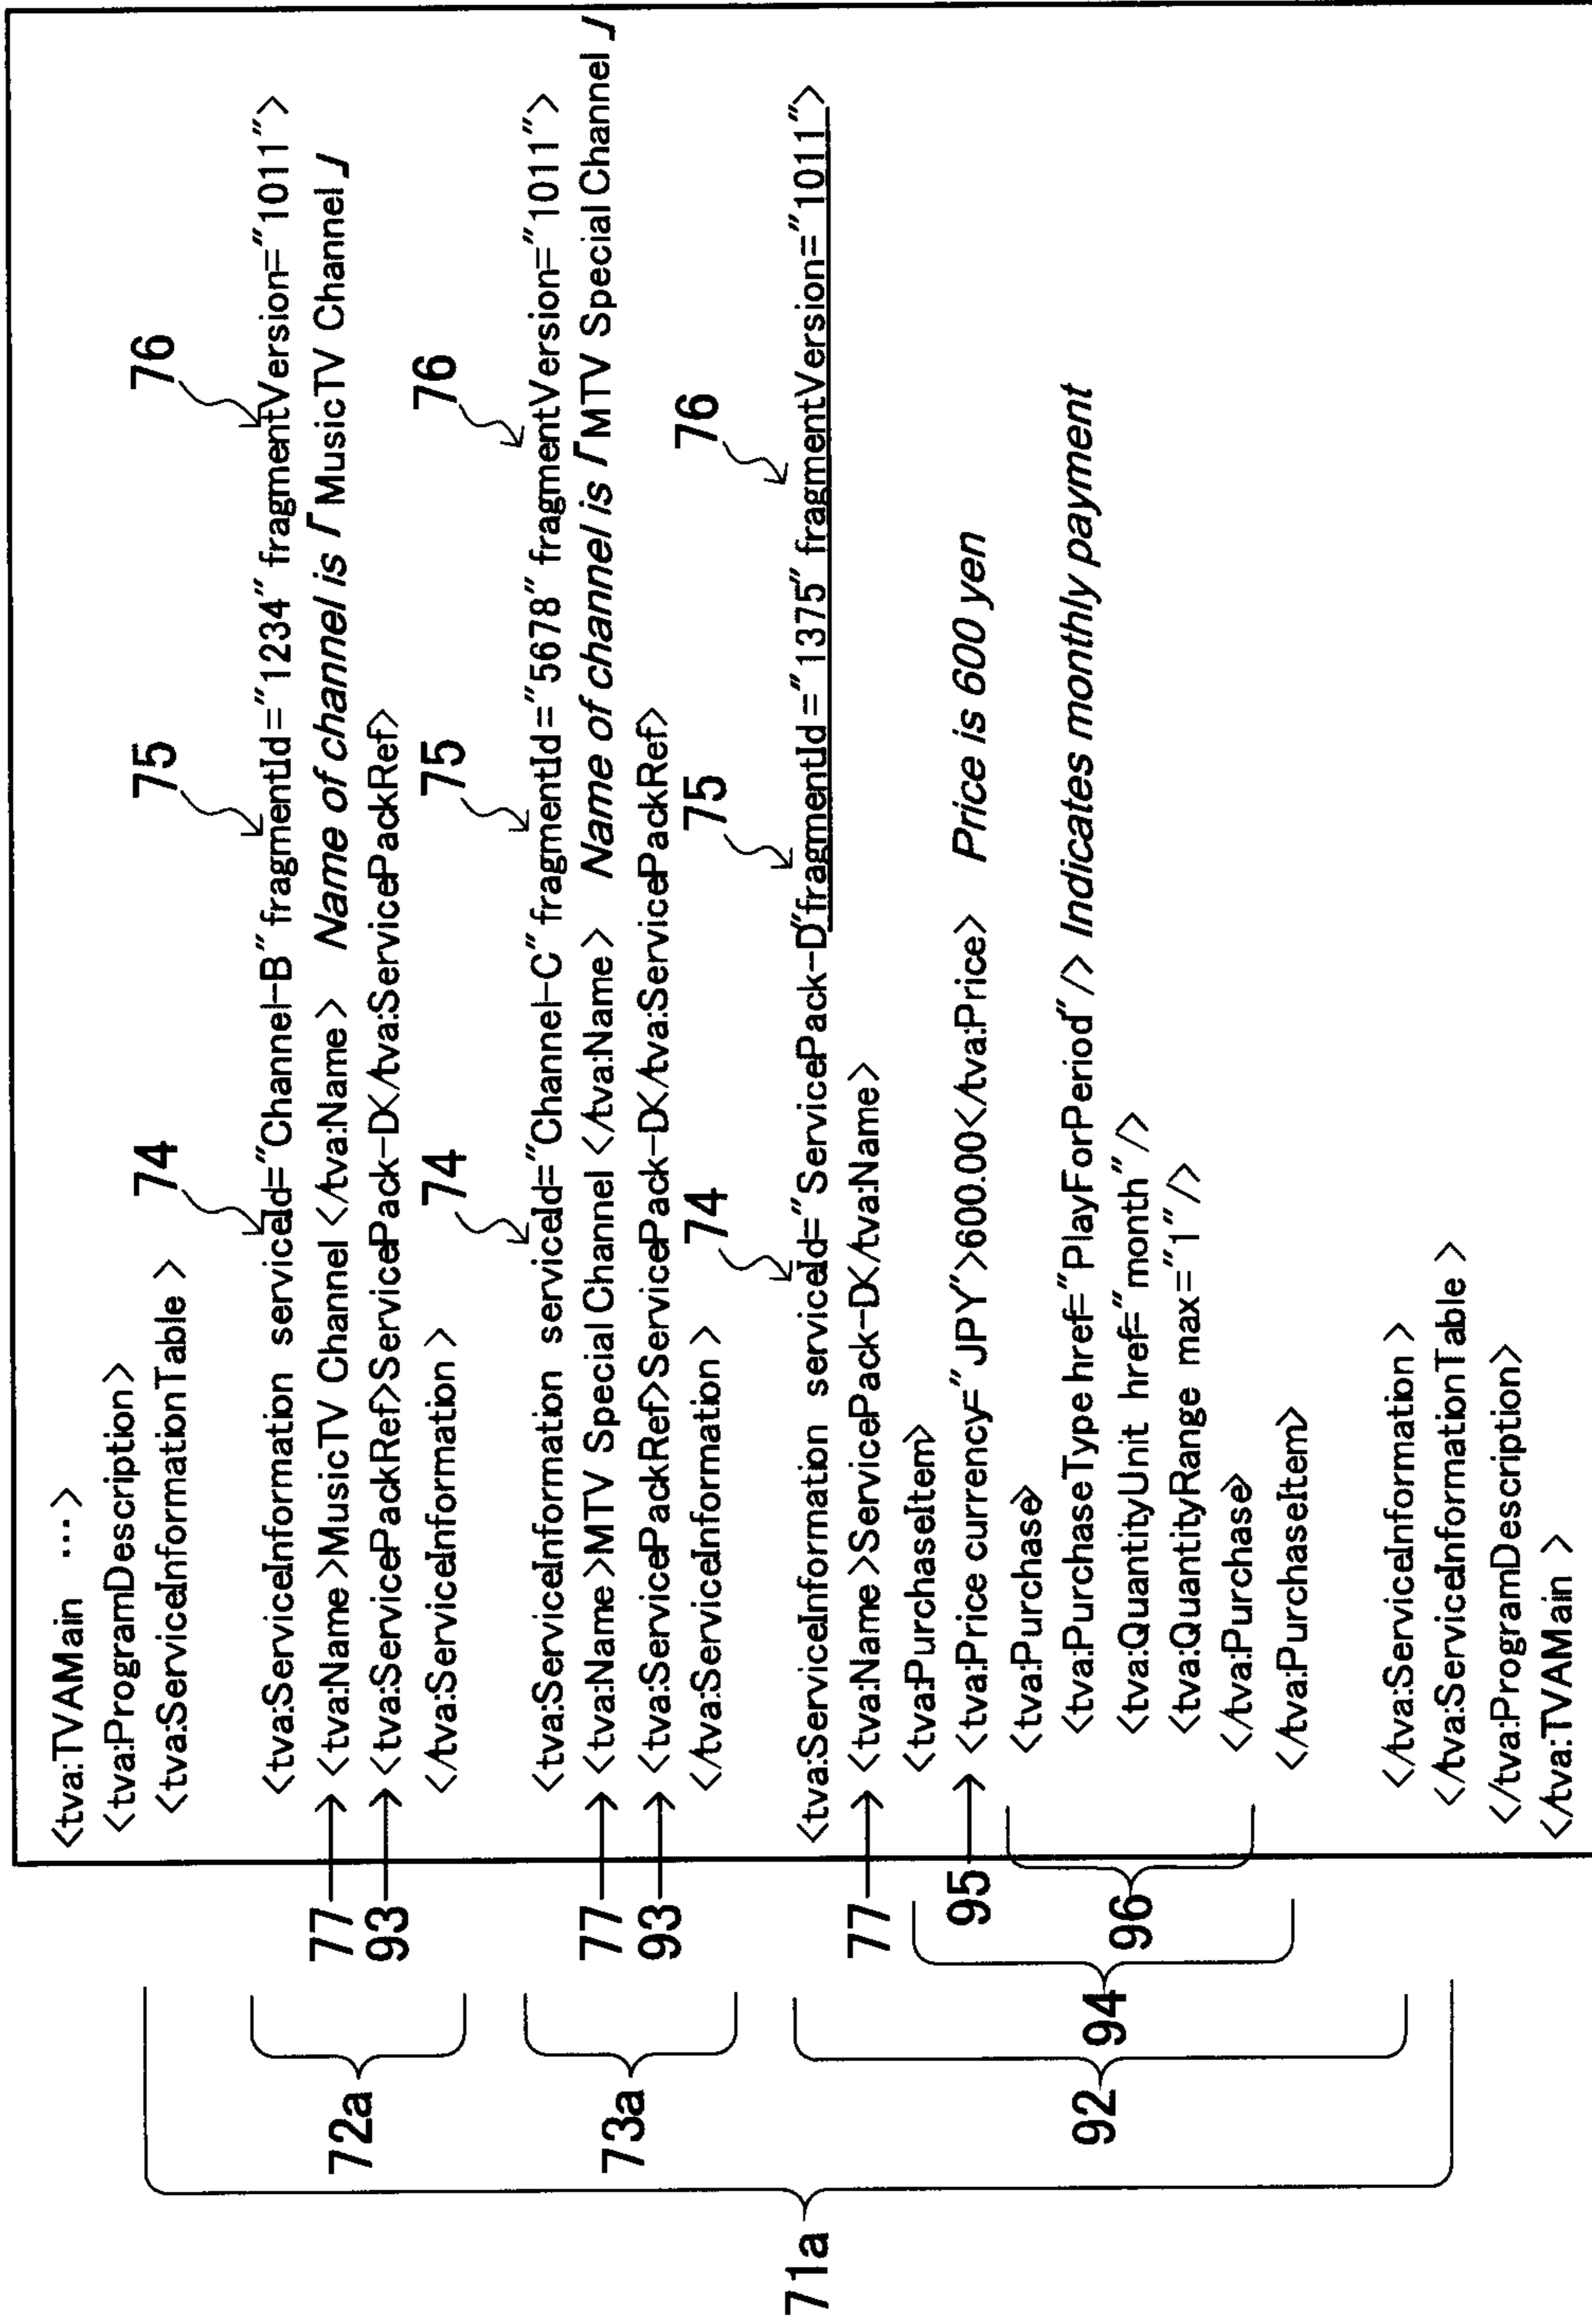 <tva:TVAMain ...>
<tva:ProgramDescription>
<tva:ServiceInformationTable >
74 75 76
<tva:ServiceInformation serviceId="Channel-B" fragmentId="1234" fragmentVersion="1011">
77 <tva:Name>MusicTV Channel </tva:Name> Name of channel is「MusicTV Channel」
93 <tva:ServicePackRef>ServicePack-D</tva:ServicePackRef>
</tva:ServiceInformation >
72a
74 75 76
<tva:ServiceInformation serviceId="Channel-C" fragmentId="5678" fragmentVersion="1011">
77 <tva:Name>MTV Special Channel </tva:Name> Name of channel is「MTV Special Channel」
93 <tva:ServicePackRef>ServicePack-D</tva:ServicePackRef>
</tva:ServiceInformation >
73a
74 75 76
<tva:ServiceInformation serviceId="ServicePack-D"fragmentId="1375" fragmentVersion="1011">
77 <tva:Name>ServicePack-D</tva:Name>
<tva:PurchaseItem>
95 <tva:Price currency="JPY">600.00</tva:Price> Price is 600 yen
<tva:Purchase>
<tva:PurchaseType href="PlayForPeriod"/> Indicates monthly payment
<tva:QuantityUnit href="month"/>
<tva:QuantityRange max="1"/>
</tva:Purchase>
96
</tva:PurchaseItem>
94
</tva:ServiceInformation >
92
</tva:ServiceInformationTable >
71a
</tva:ProgramDescription>
</tva:TVAMain >